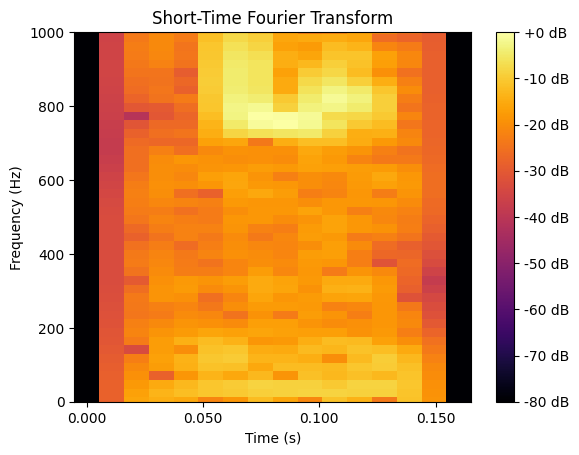 Short-Time Fourier Transform
1000
800
600
400
200
0
Frequency (Hz)
0.000
0.050
0.100
0.150
Time (s)
+0 dB
-10 dB
-20 dB
-30 dB
-40 dB
-50 dB
-60 dB
-70 dB
-80 dB